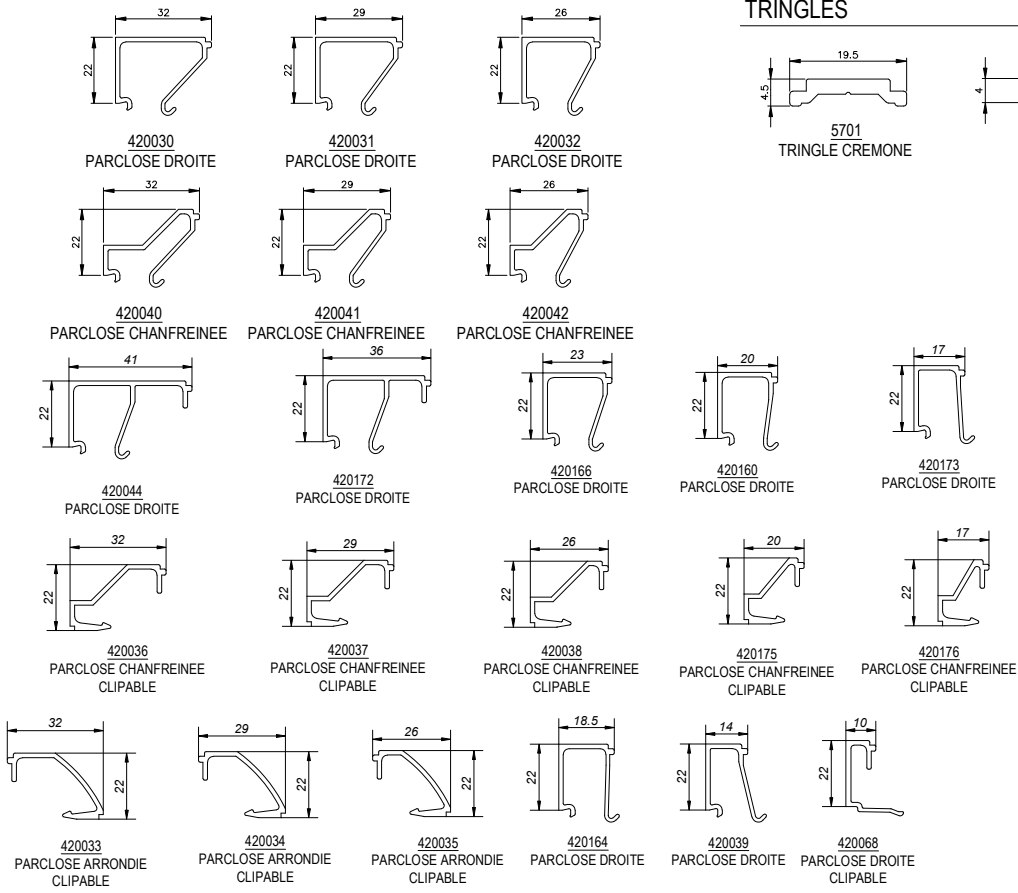 TRINGLES
32
22
420030
PARCLOSE DROITE
29
22
420031
PARCLOSE DROITE
26
22
420032
PARCLOSE DROITE
19.5
4.5
5701
TRINGLE CREMONE
4
32
22
420040
PARCLOSE CHANFREINEE
29
22
420041
PARCLOSE CHANFREINEE
26
22
420042
PARCLOSE CHANFREINEE
41
22
420044
PARCLOSE DROITE
36
22
420172
PARCLOSE DROITE
23
22
420166
PARCLOSE DROITE
20
22
420160
PARCLOSE DROITE
17
22
420173
PARCLOSE DROITE
32
22
420036
PARCLOSE CHANFREINEE
CLIPABLE
29
22
420037
PARCLOSE CHANFREINEE
CLIPABLE
26
22
420038
PARCLOSE CHANFREINEE
CLIPABLE
20
22
420175
PARCLOSE CHANFREINEE
CLIPABLE
17
22
420176
PARCLOSE CHANFREINEE
CLIPABLE
32
22
420033
PARCLOSE ARRONDIE
CLIPABLE
29
22
420034
PARCLOSE ARRONDIE
CLIPABLE
26
22
420035
PARCLOSE ARRONDIE
CLIPABLE
18.5
22
420164
PARCLOSE DROITE
14
22
420039
PARCLOSE DROITE
10
22
420068
PARCLOSE DROITE
CLIPABLE